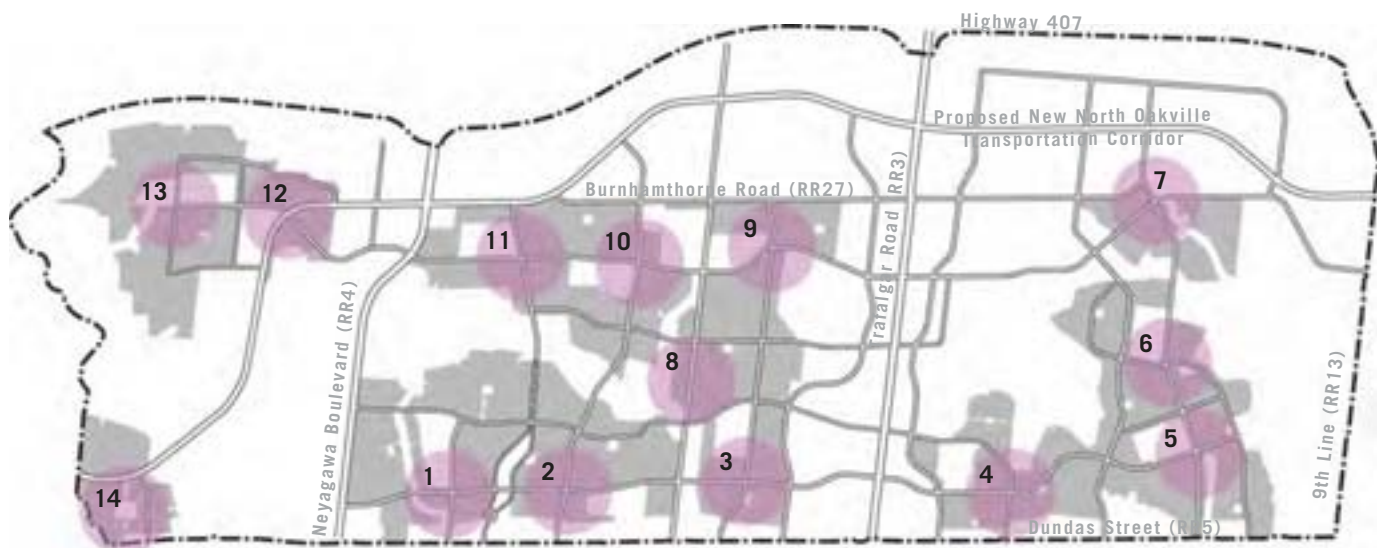 Highway 407
Proposed New North Oakville
Transportation Corridor
7
13
12
Burnhamthorpe Road (RR27)
11
10
9
Trafalgar Road (RR3)
8
6
Neyagawa Boulevard (RR4)
9th Line (RR13)
5
1
2
3
4
14
Dundas Street (RR5)